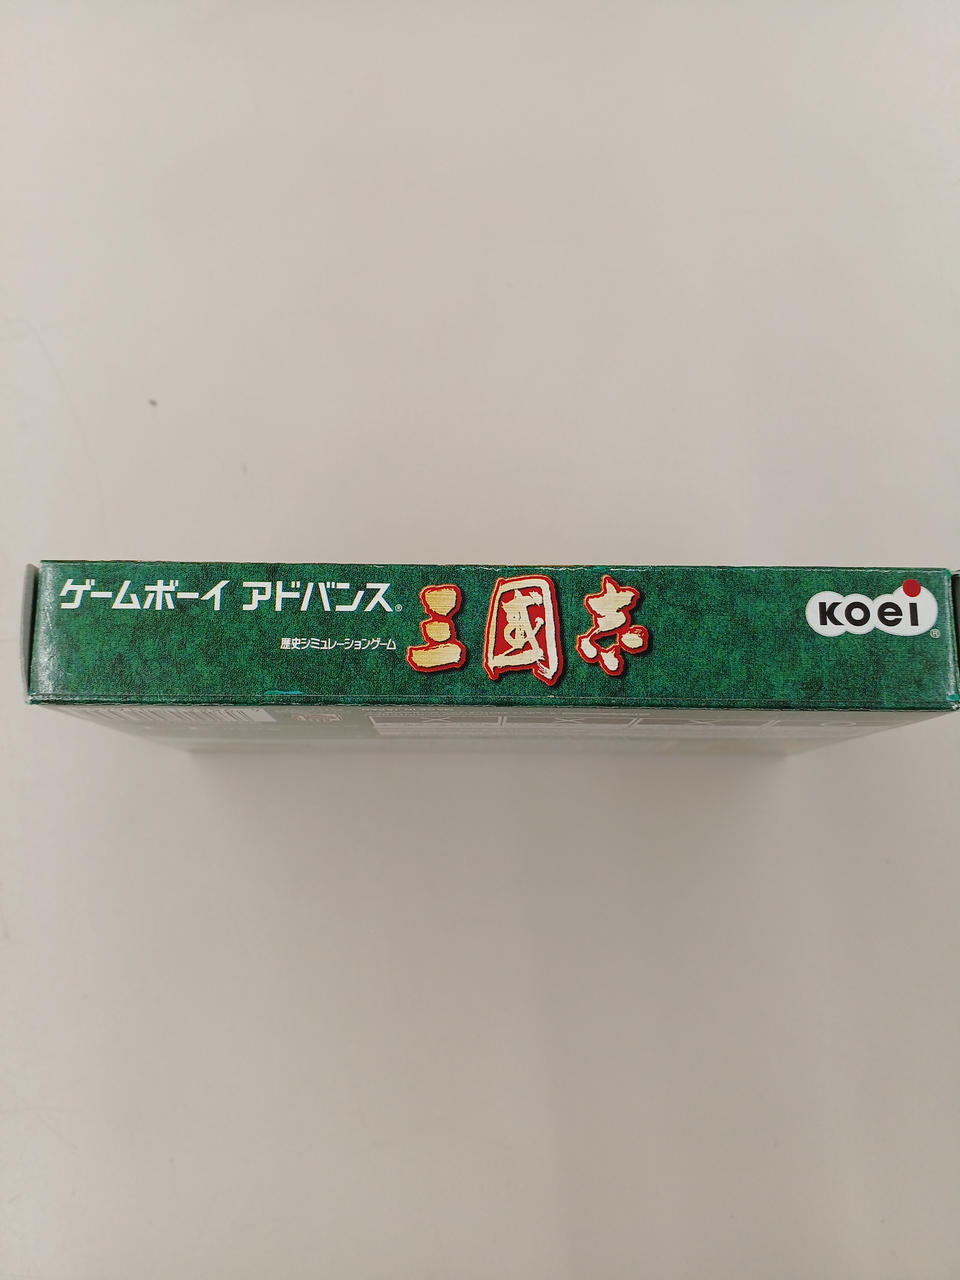 ゲームボーイ アドバンス®
歴史シミュレーションゲーム
三國志
KOEI®